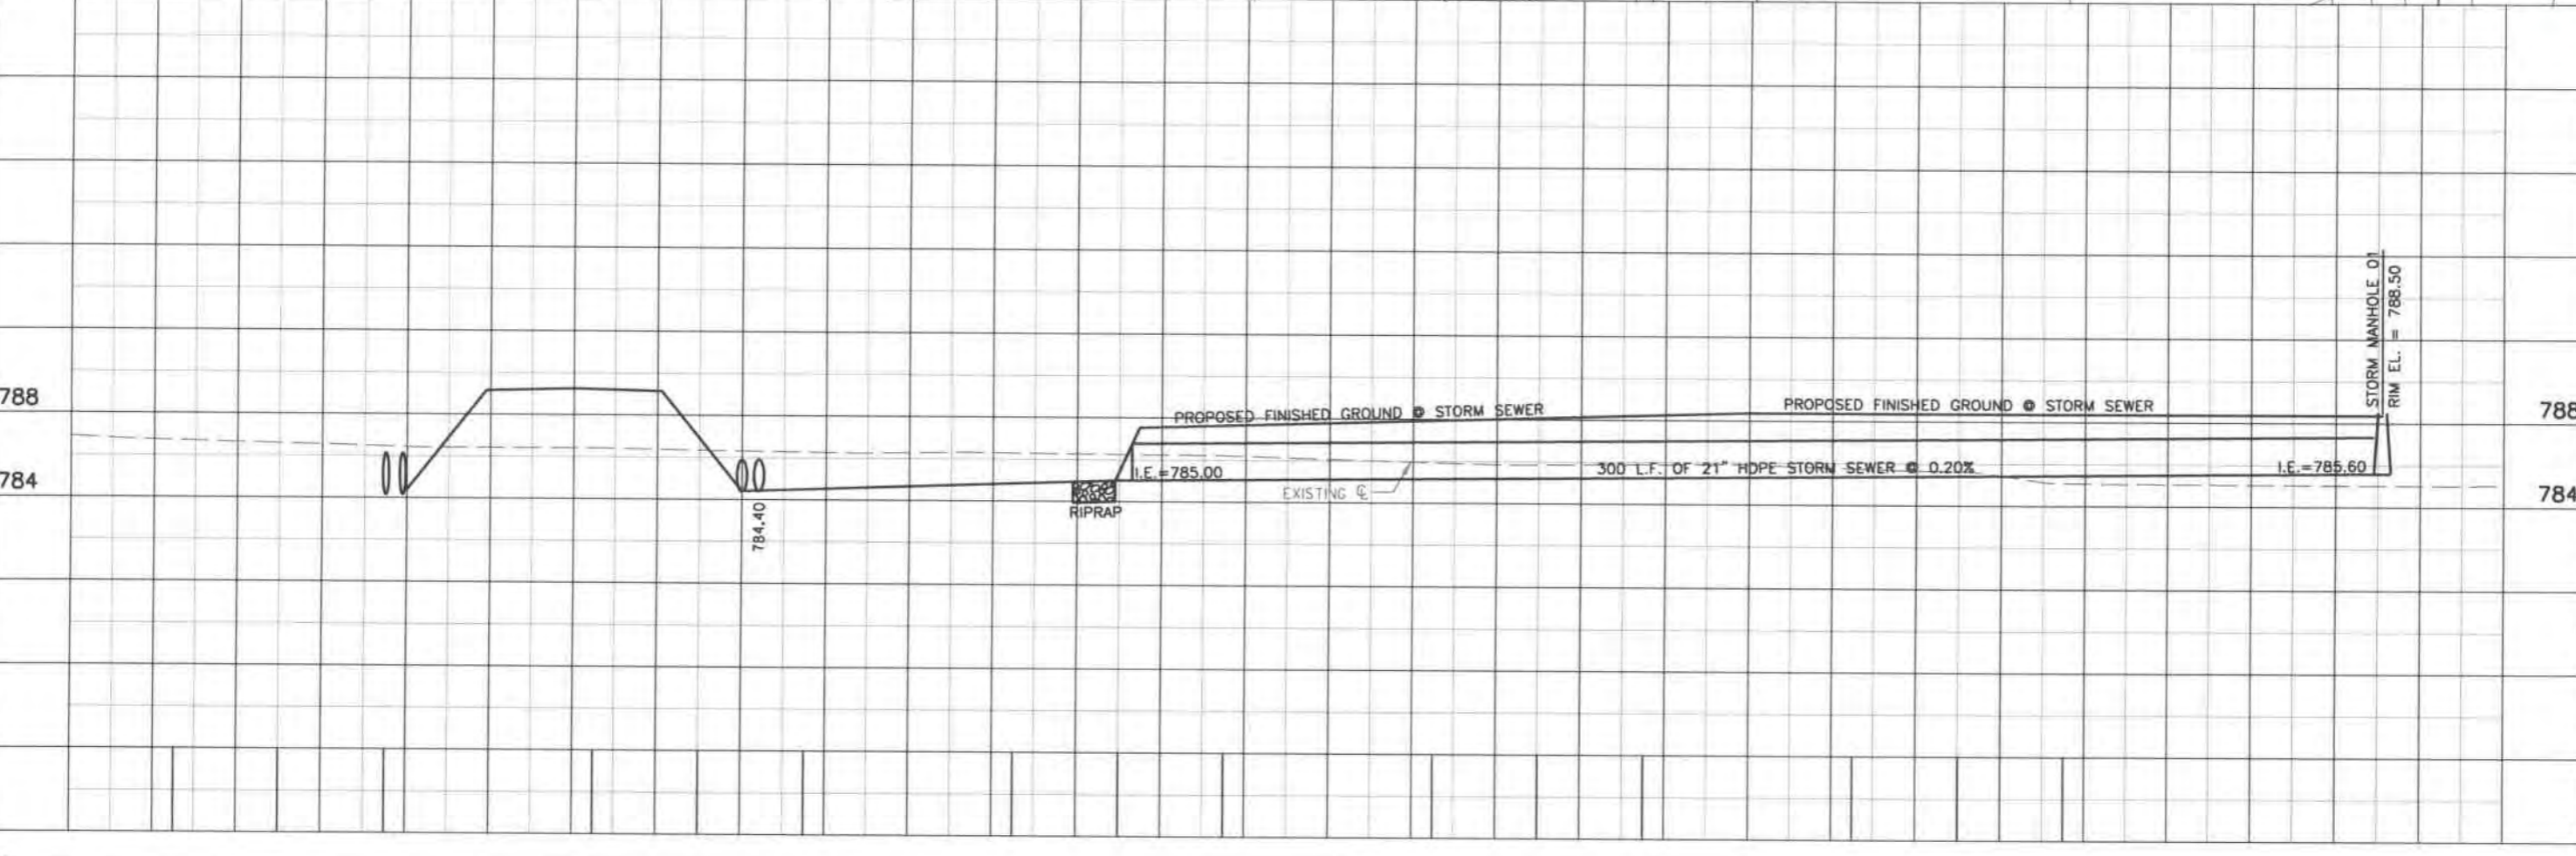 STORM MANHOLE 01
RIM EL. = 788.50
788
788
PROPOSED FINISHED GROUND @ STORM SEWER
PROPOSED FINISHED GROUND @ STORM SEWER
784
I.E.=785.00
300 L.F. OF 21" HDPE STORM SEWER @ 0.20%
I.E.=785.60
784
EXISTING ℄
RIPRAP
784.40